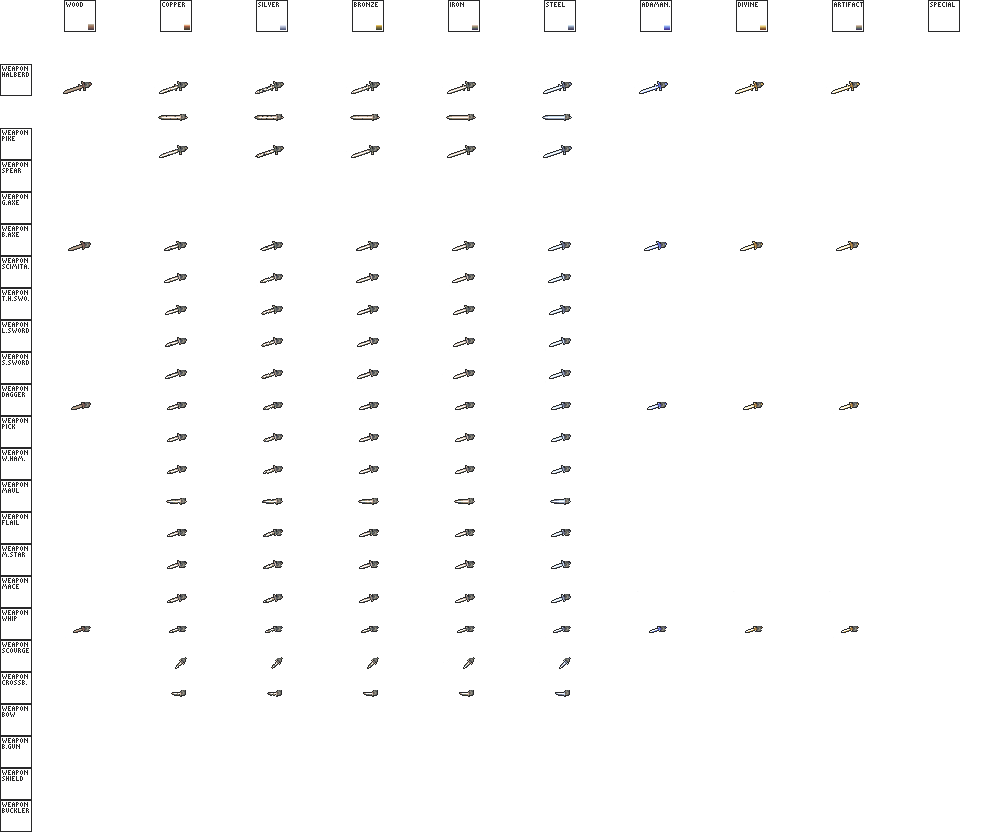 WOOD
COPPER
SILVER
BRONZE
IRON
STEEL
ADAMAN.
DIVINE
ARTIFACT
SPECIAL
WEAPON
HALBERD
WEAPON
PIKE
WEAPON
SPEAR
WEAPON
G.AXE
WEAPON
B.AXE
WEAPON
SCIMITA.
WEAPON
T.H.SWO.
WEAPON
L.SWORD
WEAPON
S.SWORD
WEAPON
DAGGER
WEAPON
PICK
WEAPON
W.HAM.
WEAPON
MAUL
WEAPON
FLAIL
WEAPON
M.STAR
WEAPON
MACE
WEAPON
WHIP
WEAPON
SCOURGE
WEAPON
CROSSB.
WEAPON
BOW
WEAPON
B.GUN
WEAPON
SHIELD
WEAPON
BUCKLER